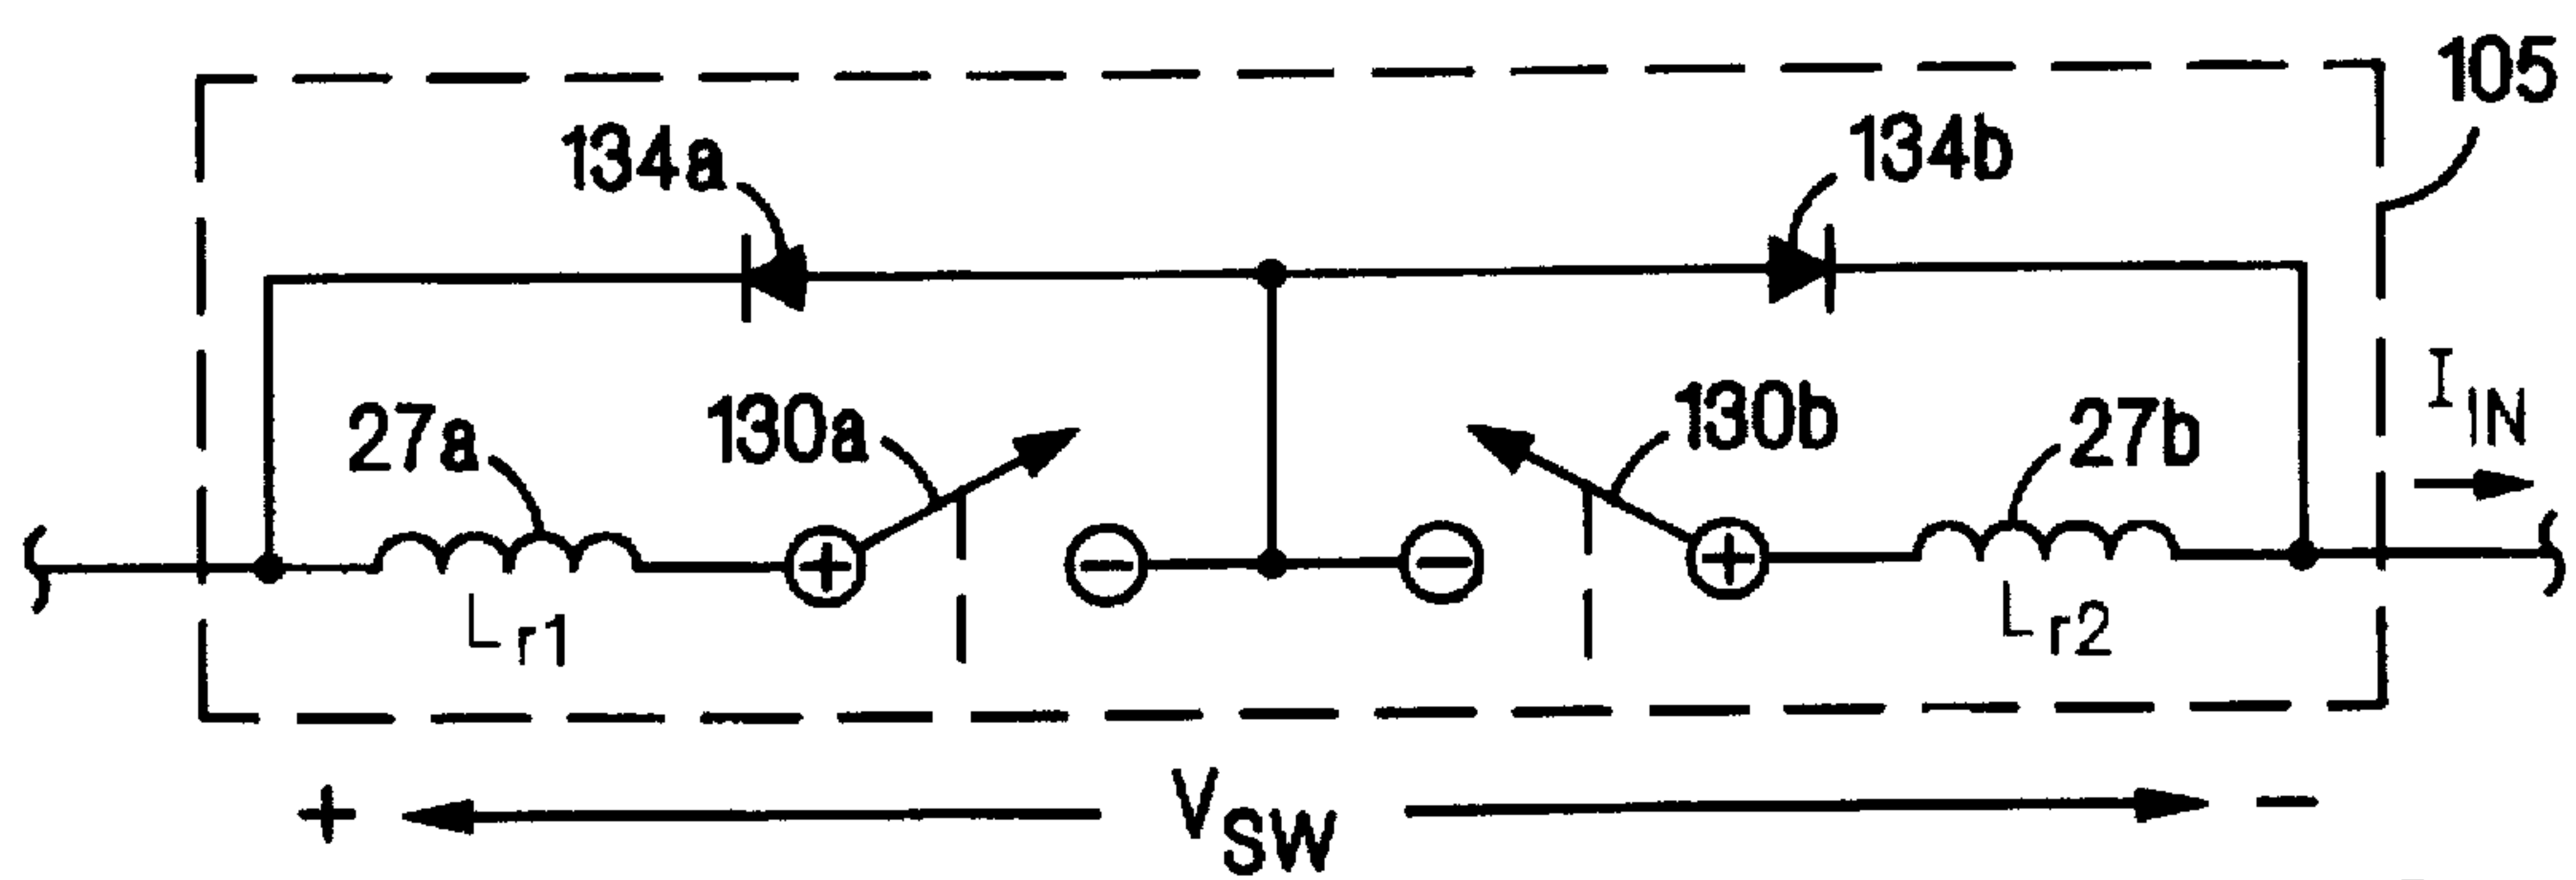 105
134a
134b
27a
130a
130b
27b
I IN
+
−
−
+
L r1
L r2
+
V SW
−